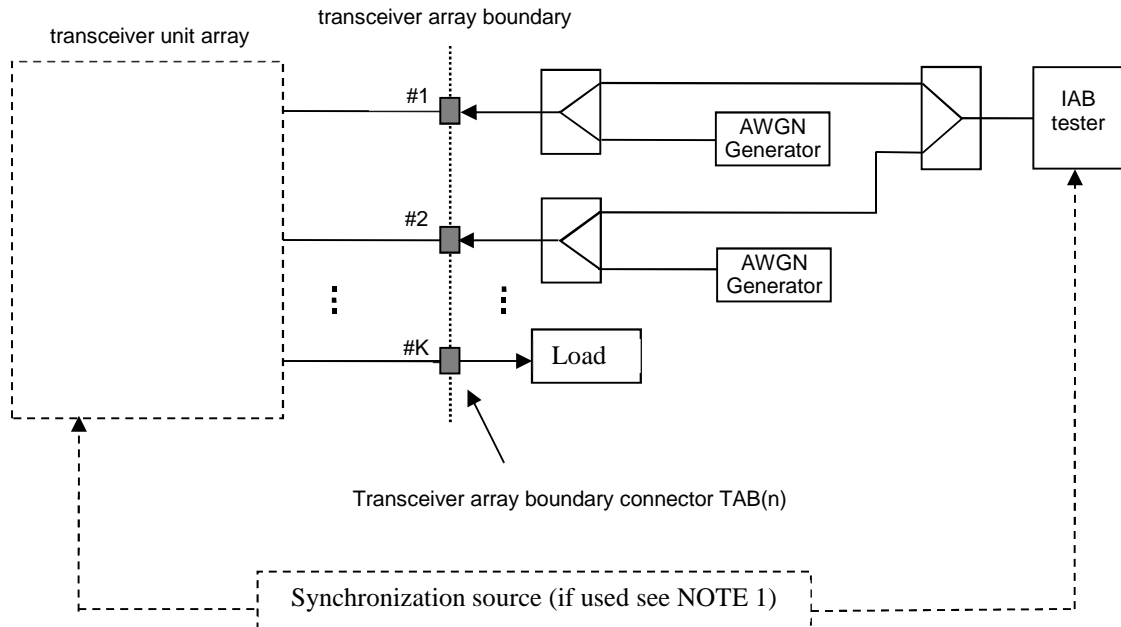 transceiver array boundary
transceiver unit array
#1
AWGN
Generator
IAB
tester
#2
AWGN
Generator
#K
Load
Transceiver array boundary connector TAB(n)
Synchronization source (if used see NOTE 1)